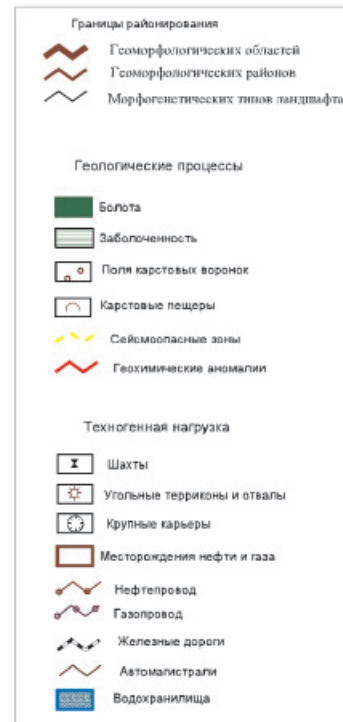 Границы районирования
Геоморфологических областей
Геоморфологических районов
Морфогенетических типов ландшафта
Геологические процессы
Болота
Заболоченность
Поля карстовых воронок
Карстовые пещеры
Сейсмоопасные зоны
Геохимические аномалии
Техногенная нагрузка
Шахты
Угольные терриконы и отвалы
Крупные карьеры
Месторождения нефти и газа
Нефтепровод
Газопровод
Железные дороги
Автомагистрали
Водохранилища